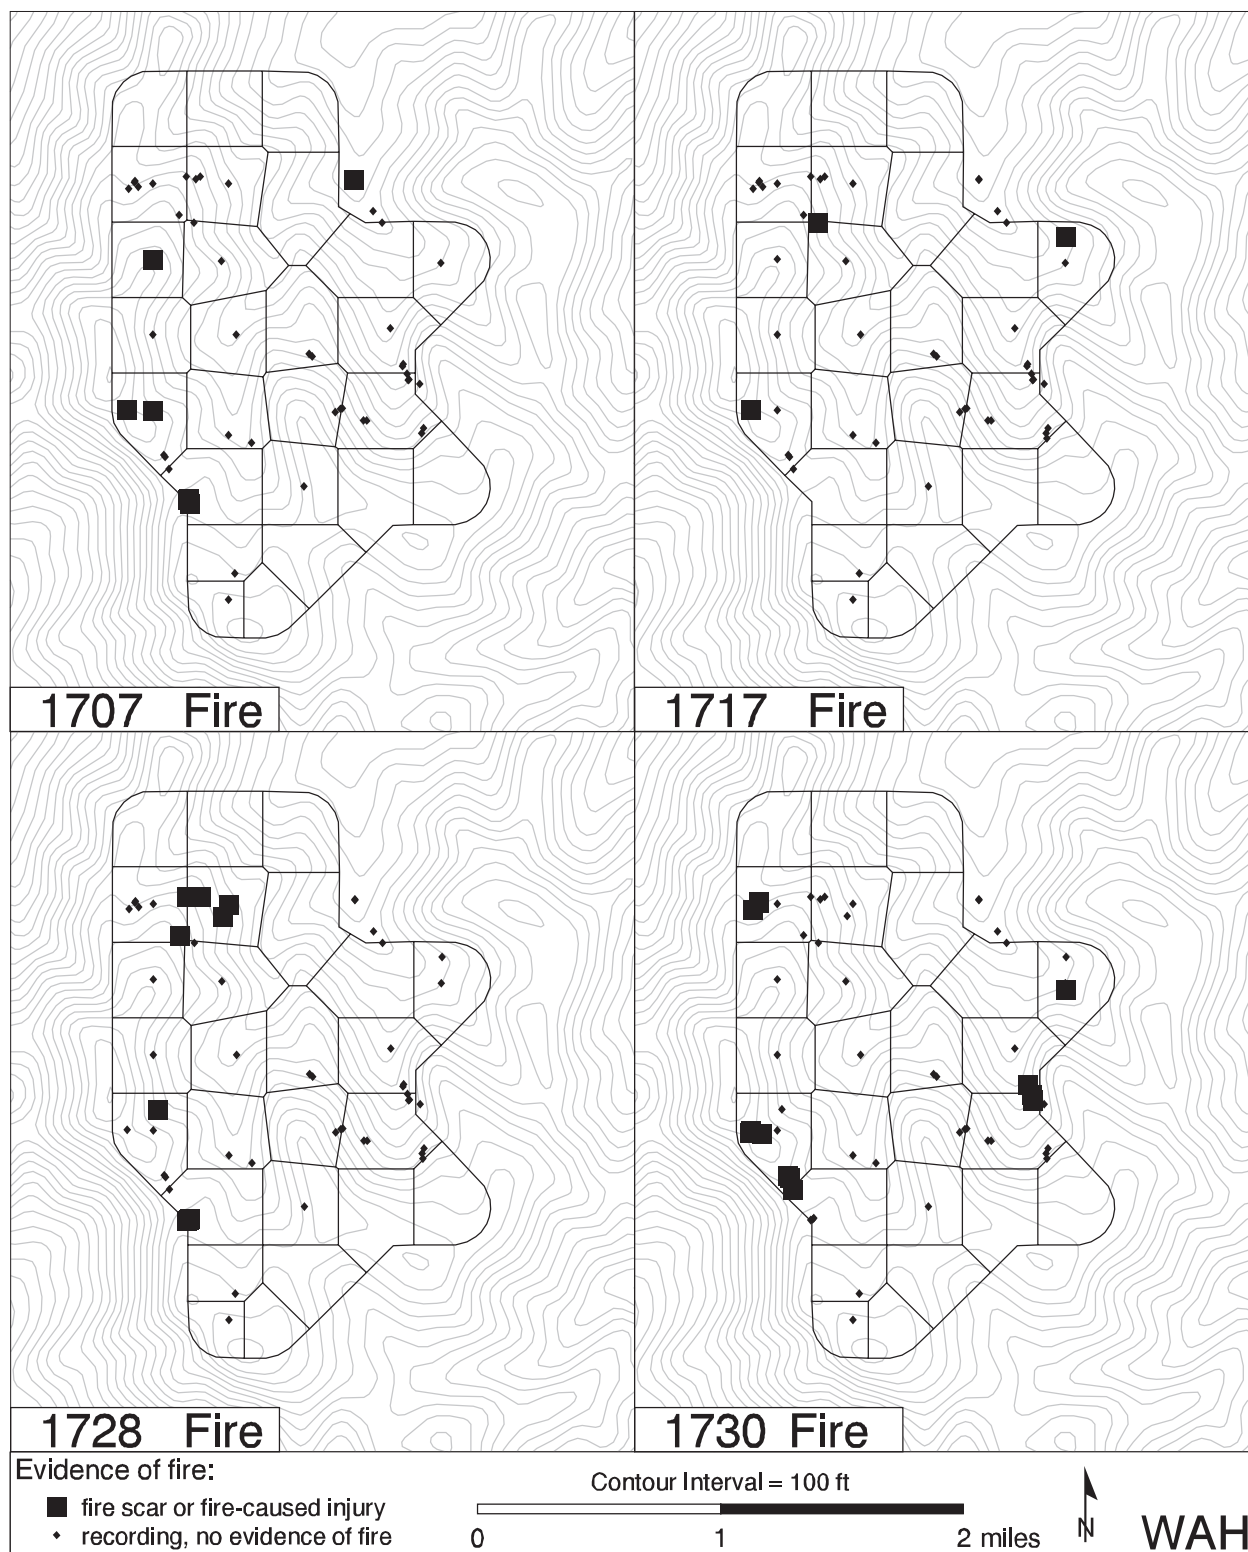 1707 Fire
1717 Fire
1728 Fire
1730 Fire
Evidence of fire:
fire scar or fire-caused injury
recording, no evidence of fire
Contour Interval = 100 ft
0 1 2 miles
N
WAH